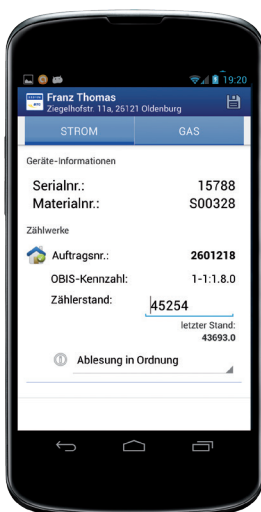 19:20
Franz Thomas
Ziegelhofstr. 11a, 26121 Oldenburg
STROM GAS
Geräte-Informationen
Serialnr.: 15788
Materialnr.: S00328
Zählwerke
Auftragsnr.: 2601218
OBIS-Kennzahl: 1-1:1.8.0
Zählerstand: 45254
letzter Stand:
43693.0
Ablesung in Ordnung